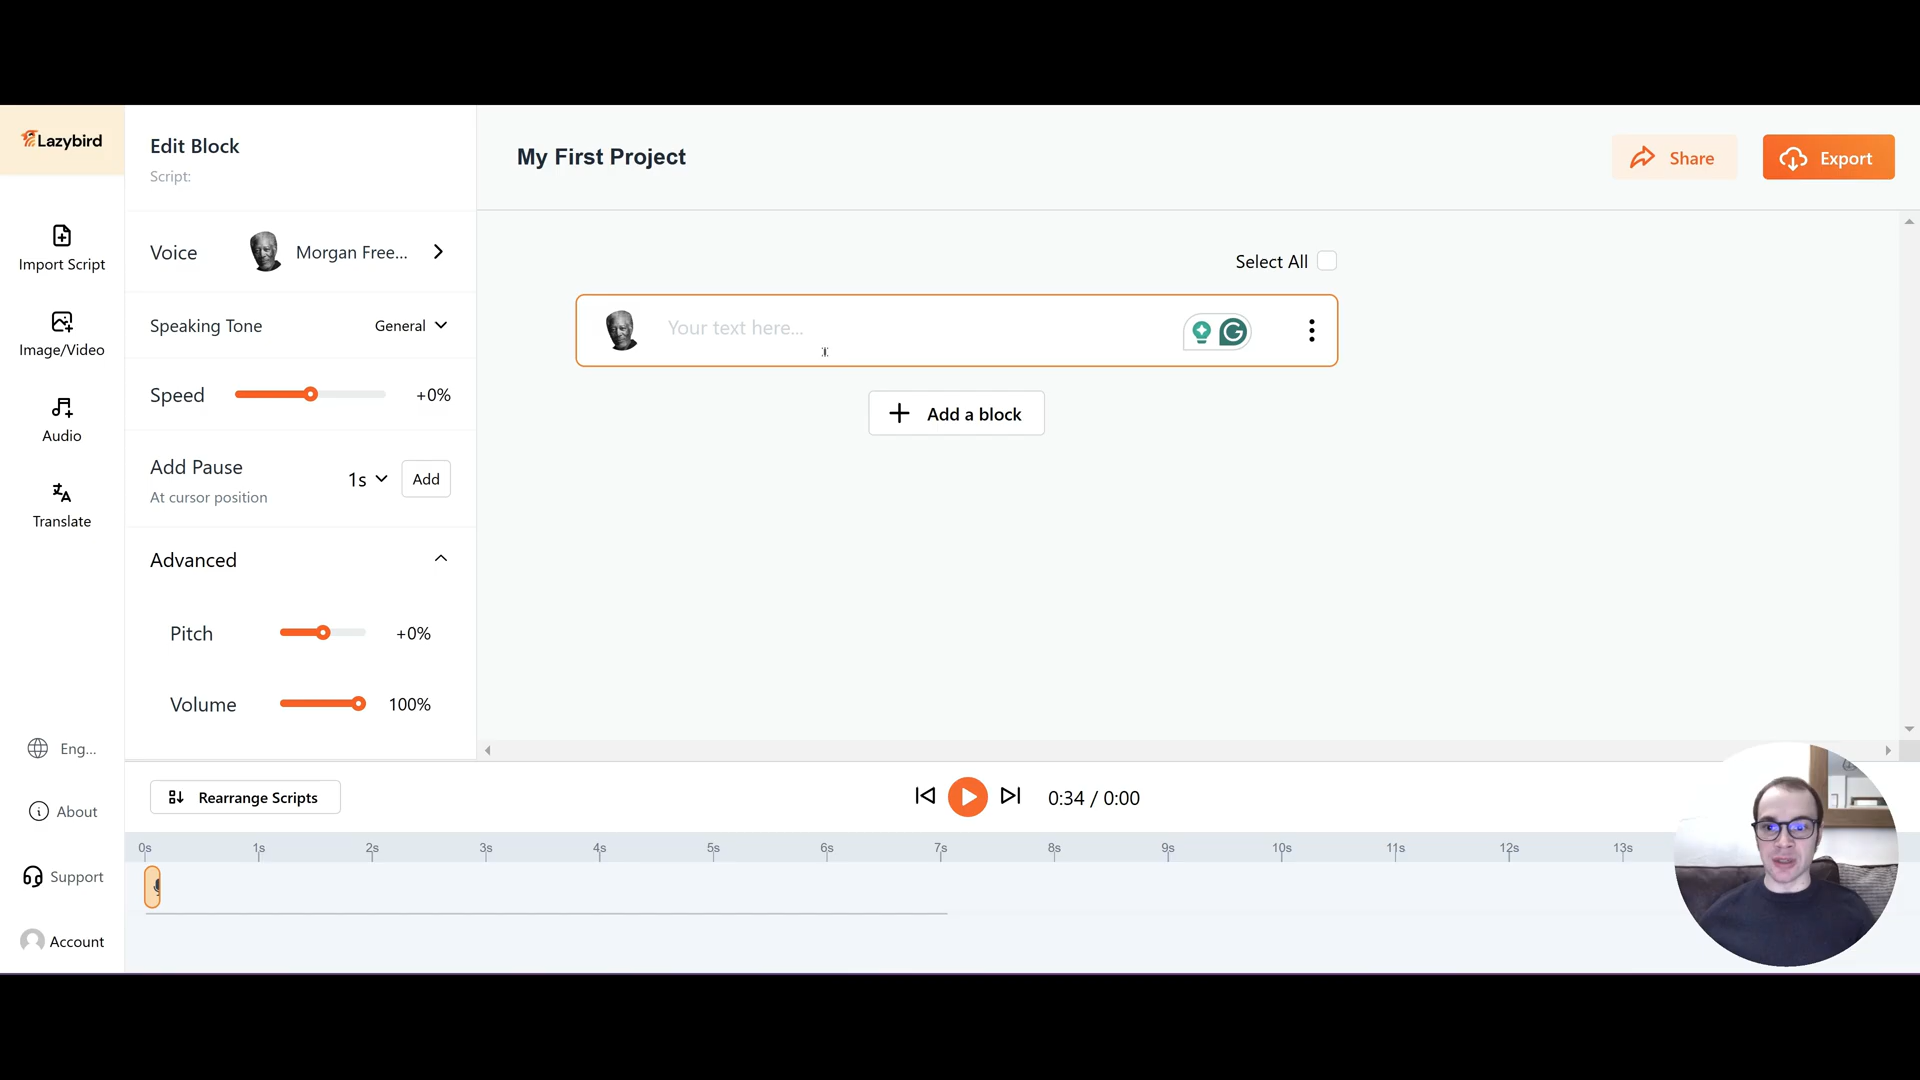 Lazybird
Import Script
Image/Video
Audio
Translate
Eng...
About
Support
Account
Edit Block
Script:
Voice
Morgan Free...
Speaking Tone
General
Speed
+0%
Add Pause
At cursor position
1s
Add
Advanced
Pitch
+0%
Volume
100%
My First Project
Share
Export
Select All
Your text here...
Add a block
Rearrange Scripts
0:34 / 0:00
0s 1s 2s 3s 4s 5s 6s 7s 8s 9s 10s 11s 12s 13s